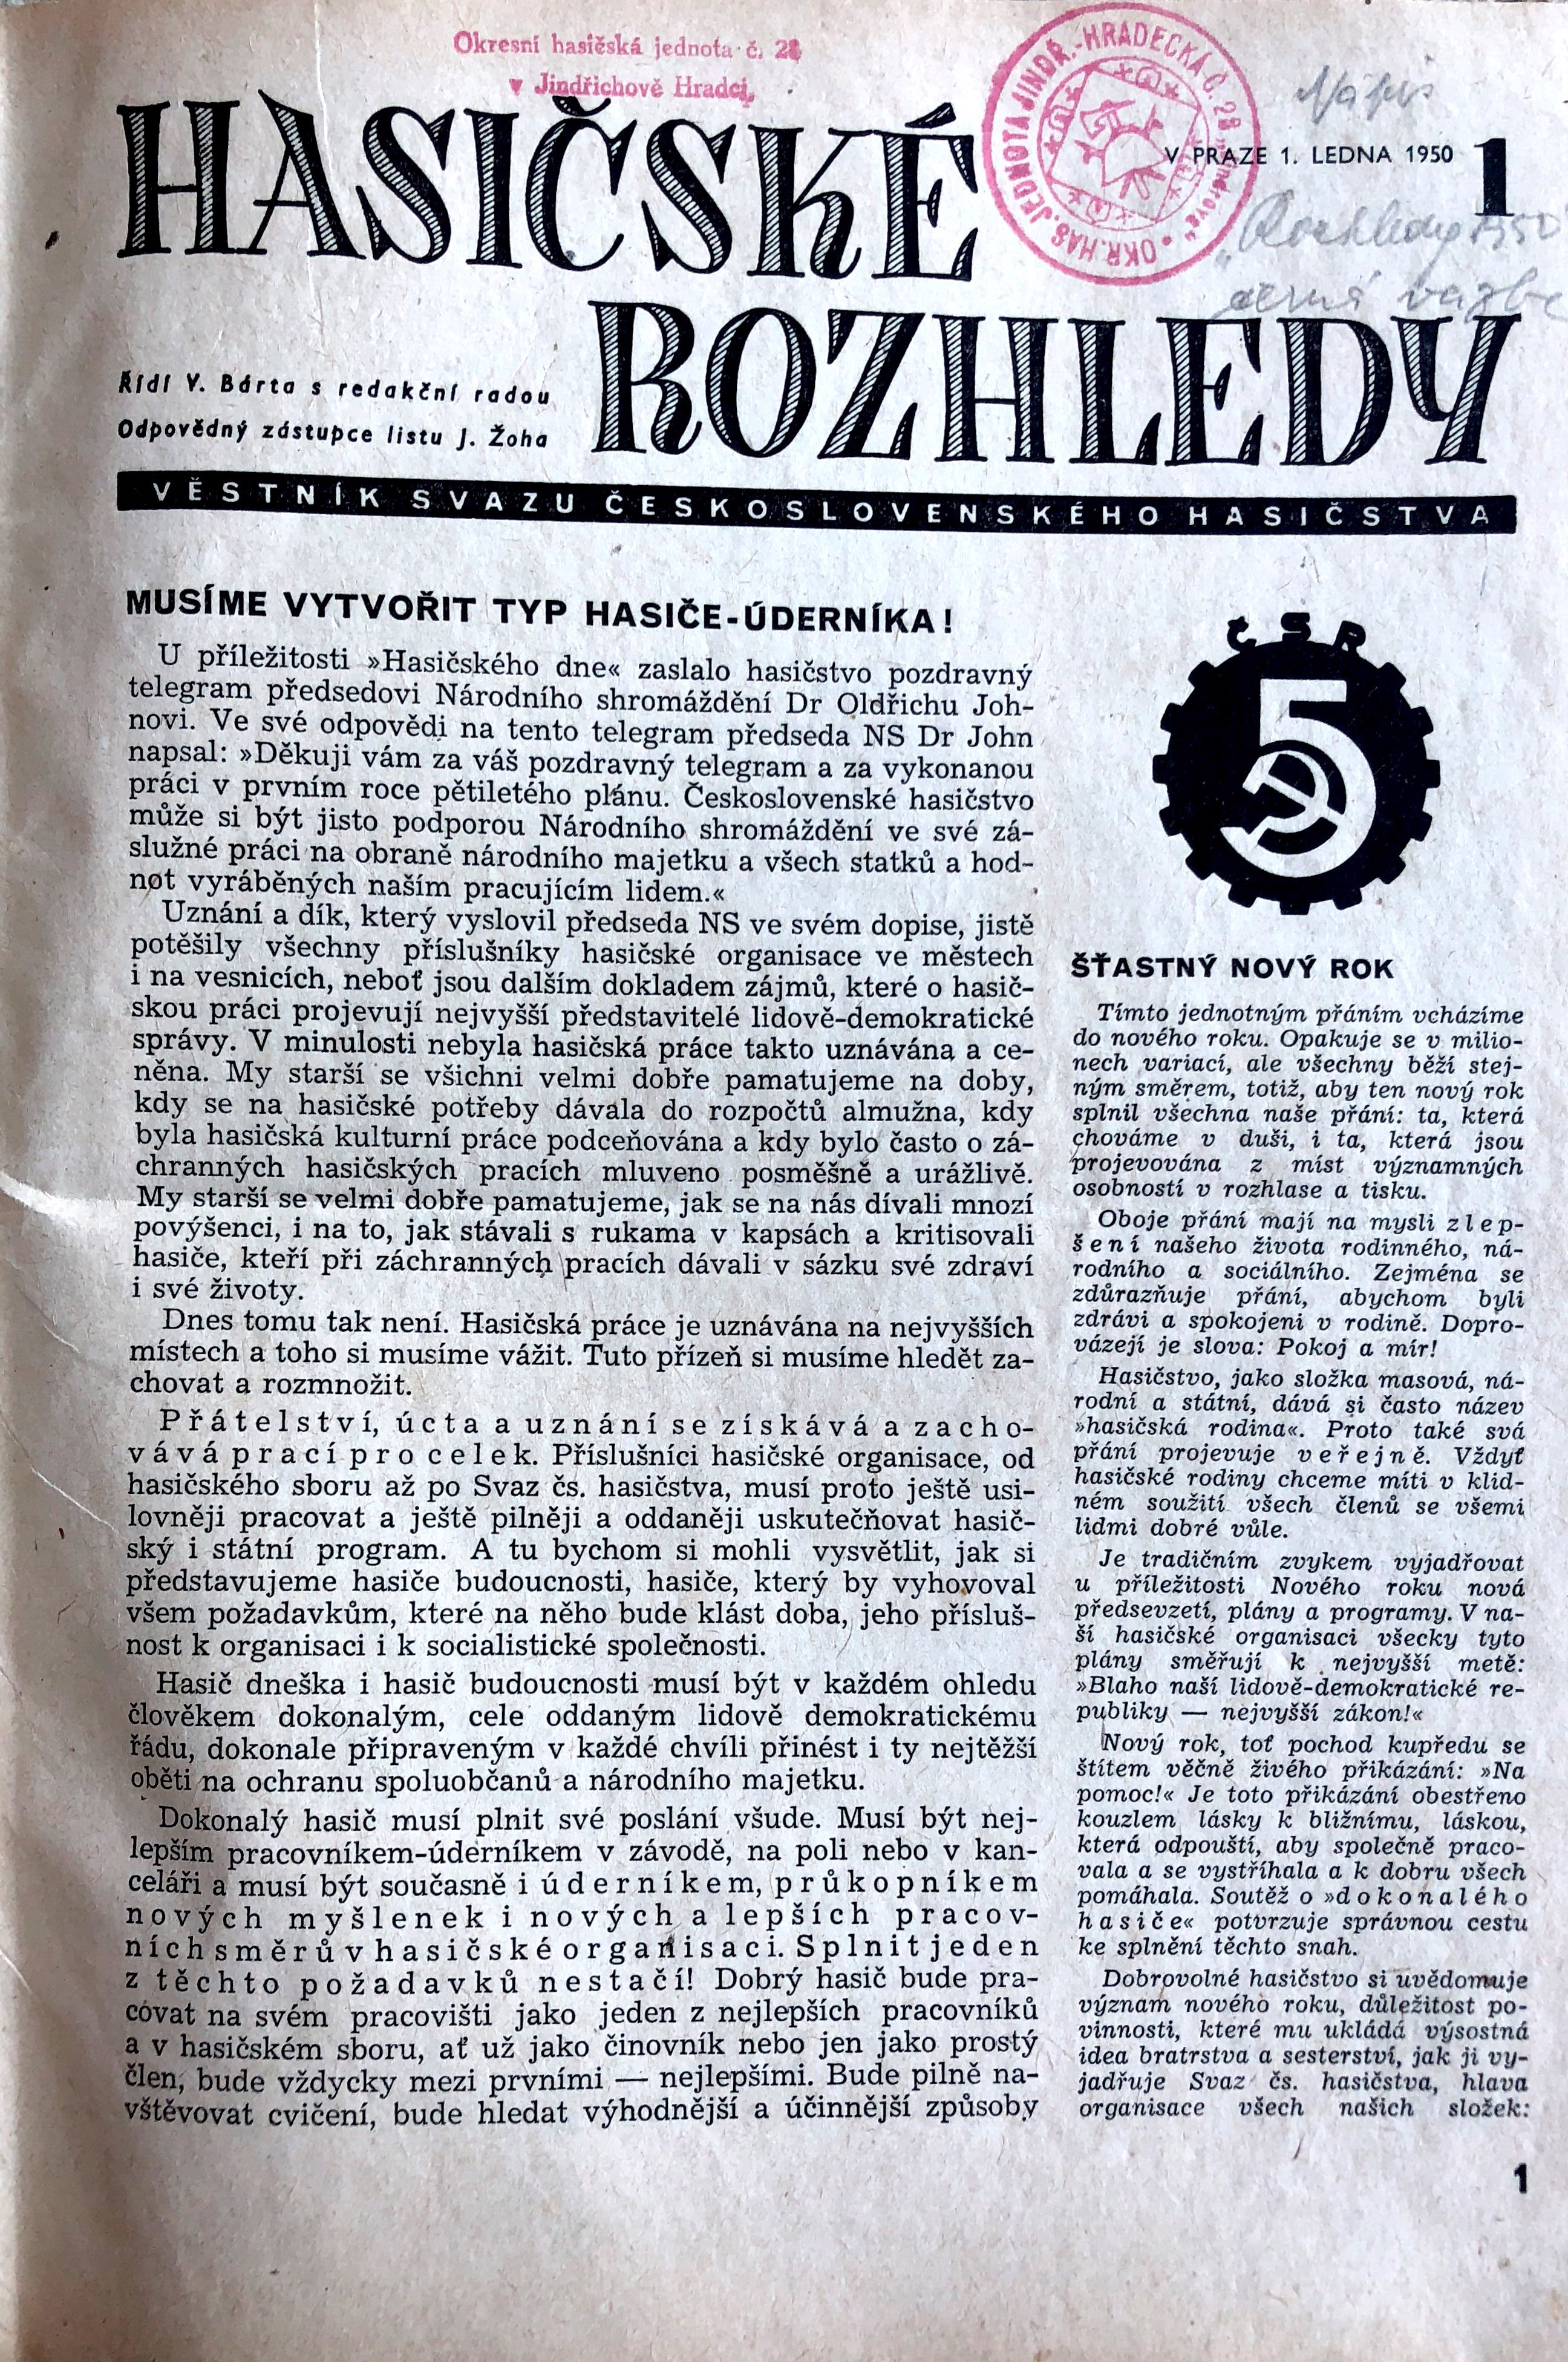 Okresní hasičská jednota č. 28
v Jindřichově Hradci
OKR. HAS. JEDNOTA JINDŘ.-HRADECKÁ Č. 28
HASIČSKÉ
ROZHLEDY
Nápis
V PRAZE 1. LEDNA 1950
1
„Rozhledy 1950
černá vazba
Řídí V. Bárta s redakční radou
Odpovědný zástupce listu J. Žoha
VĚSTNÍK SVAZU ČESKOSLOVENSKÉHO HASIČSTVA
MUSÍME VYTVOŘIT TYP HASIČE-ÚDERNÍKA!
U příležitosti »Hasičského dne« zaslalo hasičstvo pozdravný
telegram předsedovi Národního shromáždění Dr Oldřichu Joh-
novi. Ve své odpovědi na tento telegram předseda NS Dr John
napsal: »Děkuji vám za váš pozdravný telegram a za vykonanou
práci v prvním roce pětiletého plánu. Československé hasičstvo
může si být jisto podporou Národního shromáždění ve své zá-
služné práci na obraně národního majetku a všech statků a hod-
not vyráběných naším pracujícím lidem.«
Uznání a dík, který vyslovil předseda NS ve svém dopise, jistě
potěšily všechny příslušníky hasičské organisace ve městech
i na vesnicích, neboť jsou dalším dokladem zájmů, které o hasič-
skou práci projevují nejvyšší představitelé lidově-demokratické
správy. V minulosti nebyla hasičská práce takto uznávána a ce-
něna. My starší se všichni velmi dobře pamatujeme na doby,
kdy se na hasičské potřeby dávala do rozpočtů almužna, kdy
byla hasičská kulturní práce podceňována a kdy bylo často o zá-
chranných hasičských pracích mluveno posměšně a urážlivě.
My starší se velmi dobře pamatujeme, jak se na nás dívali mnozí
povýšenci, i na to, jak stávali s rukama v kapsách a kritisovali
hasiče, kteří při záchranných pracích dávali v sázku své zdraví
i své životy.
Dnes tomu tak není. Hasičská práce je uznávána na nejvyšších
místech a toho si musíme vážit. Tuto přízeň si musíme hledět za-
chovat a rozmnožit.
Přátelství, úcta a uznání se získává a zacho-
vává prací pro celek. Příslušníci hasičské organisace, od
hasičského sboru až po Svaz čs. hasičstva, musí proto ještě usi-
lovněji pracovat a ještě pilněji a oddaněji uskutečňovat hasič-
ský i státní program. A tu bychom si mohli vysvětlit, jak si
představujeme hasiče budoucnosti, hasiče, který by vyhovoval
všem požadavkům, které na něho bude klást doba, jeho přísluš-
nost k organisaci i k socialistické společnosti.
Hasič dneška i hasič budoucnosti musí být v každém ohledu
člověkem dokonalým, cele oddaným lidově demokratickému
řádu, dokonale připraveným v každé chvíli přinést i ty nejtěžší
oběti na ochranu spoluobčanů a národního majetku.
Dokonalý hasič musí plnit své poslání všude. Musí být nej-
lepším pracovníkem-úderníkem v závodě, na poli nebo v kan-
celáři a musí být současně i úderníkem, průkopníkem
nových myšlenek i nových a lepších pracov-
ních směrů v hasičské organisaci. Splnit jeden
z těchto požadavků nestačí! Dobrý hasič bude pra-
covat na svém pracovišti jako jeden z nejlepších pracovníků
a v hasičském sboru, ať už jako činovník nebo jen jako prostý
člen, bude vždycky mezi prvními — nejlepšími. Bude pilně na-
vštěvovat cvičení, bude hledat výhodnější a účinnější způsoby
ČSR
5
ŠŤASTNÝ NOVÝ ROK
Tímto jednotným přáním vcházíme
do nového roku. Opakuje se v milio-
nech variací, ale všechny běží stej-
ným směrem, totiž, aby ten nový rok
splnil všechna naše přání: ta, která
chováme v duši, i ta, která jsou
projevována z míst významných
osobností v rozhlase a tisku.
Oboje přání mají na mysli zlep-
šení našeho života rodinného, ná-
rodního a sociálního. Zejména se
zdůrazňuje přání, abychom byli
zdrávi a spokojeni v rodině. Dopro-
vázejí je slova: Pokoj a mír!
Hasičstvo, jako složka masová, ná-
rodní a státní, dává si často název
»hasičská rodina«. Proto také svá
přání projevuje veřejně. Vždyť
hasičské rodiny chceme míti v klid-
ném soužití všech členů se všemi
lidmi dobré vůle.
Je tradičním zvykem vyjadřovat
u příležitosti Nového roku nová
předsevzetí, plány a programy. V na-
ší hasičské organisaci všecky tyto
plány směřují k nejvyšší metě:
»Blaho naší lidově-demokratické re-
publiky — nejvyšší zákon!«
Nový rok, toť pochod kupředu se
štítem věčně živého přikázání: »Na
pomoc!« Je toto přikázání obestřeno
kouzlem lásky k bližnímu, láskou,
která odpouští, aby společně praco-
vala a se vystříhala a k dobru všech
pomáhala. Soutěž o »dokonalého
hasiče« potvrzuje správnou cestu
ke splnění těchto snah.
Dobrovolné hasičstvo si uvědomuje
význam nového roku, důležitost po-
vinnosti, které mu ukládá výsostná
idea bratrstva a sesterství, jak ji vy-
jadřuje Svaz čs. hasičstva, hlava
organisace všech našich složek:
1